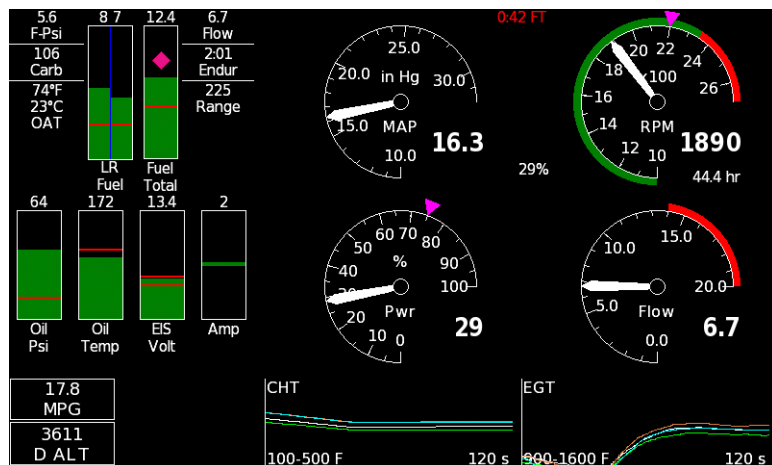 5.6
F-Psi
106
Carb
74°F
23°C
OAT
8 7
LR
Fuel
12.4
Fuel
Total
6.7
Flow
2:01
Endur
225
Range
64
Oil
Psi
172
Oil
Temp
13.4
EIS
Volt
2
Amp
17.8
MPG
3611
D ALT
0:42 FT
25.0
20.0
in Hg
30.0
15.0
MAP
10.0
16.3
29%
20
22
18
x100
24
16
26
14
RPM
12
10
1890
44.4 hr
60
70
50
80
40
%
90
30
100
20
Pwr
10
0
29
15.0
10.0
20.0
5.0
Flow
0.0
6.7
CHT
100-500 F
120 s
EGT
900-1600 F
120 s